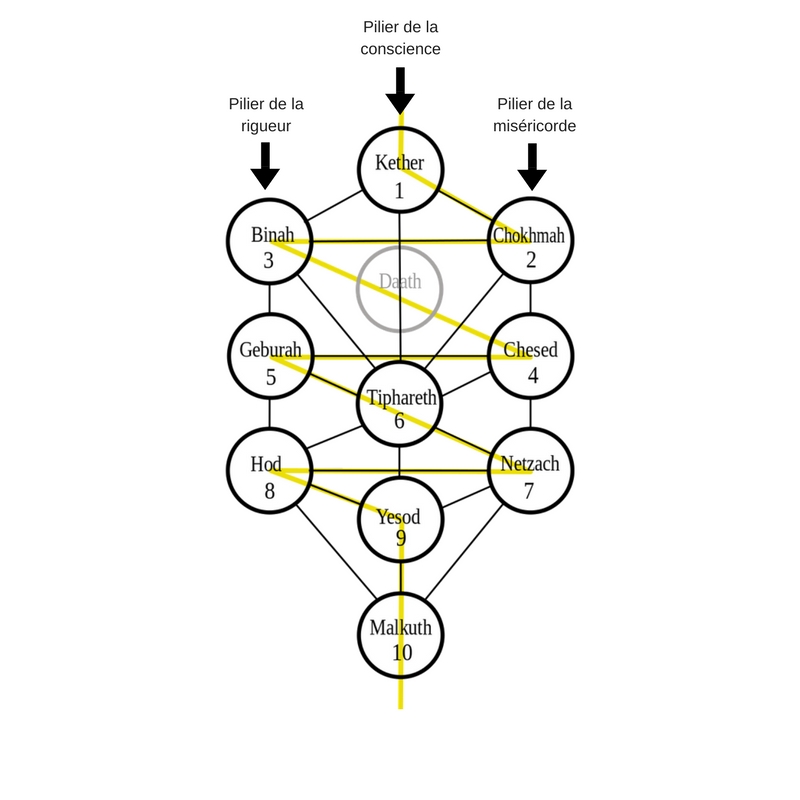 Pilier de la
conscience
Pilier de la
rigueur
Pilier de la
miséricorde
Kether
1
Binah
3
Chokhmah
2
Daath
Geburah
5
Chesed
4
Tiphareth
6
Hod
8
Netzach
7
Yesod
9
Malkuth
10